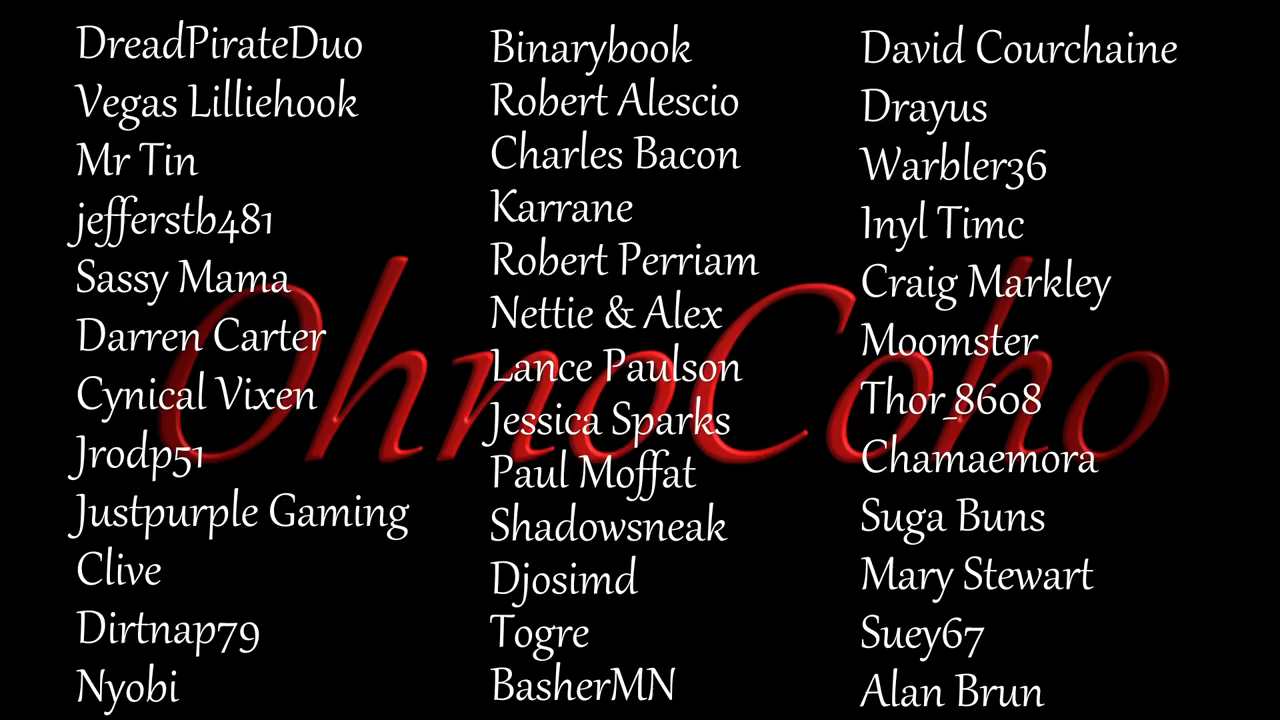 DreadPirateDuo
Vegas Lilliehook
Mr Tin
jefferstb481
Sassy Mama
Darren Carter
Cynical Vixen
Jrodp51
Justpurple Gaming
Clive
Dirtnap79
Nyobi
Binarybook
Robert Alescio
Charles Bacon
Karrane
Robert Perriam
Nettie & Alex
Lance Paulson
Jessica Sparks
Paul Moffat
Shadowsneak
Djosimd
Togre
BasherMN
David Courchaine
Drayus
Warbler36
Inyl Timc
Craig Markley
Moomster
Thor_8608
Chamaemora
Suga Buns
Mary Stewart
Suey67
Alan Brun
OhnoCoho